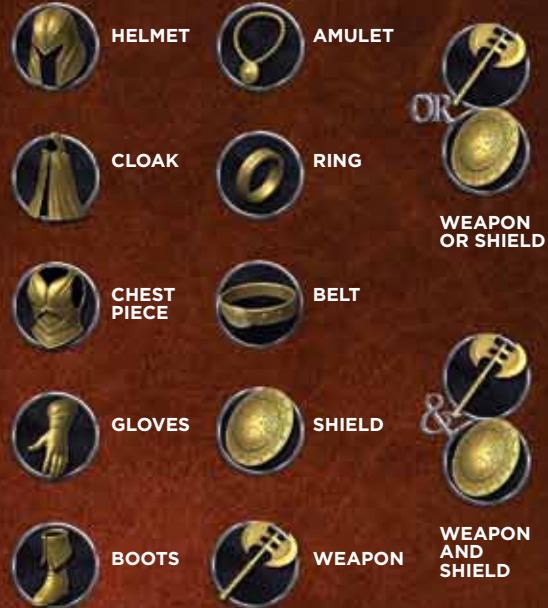 HELMET
AMULET
OR
WEAPON
OR SHIELD
CLOAK
RING
CHEST
PIECE
BELT
GLOVES
SHIELD
&
WEAPON
AND
SHIELD
BOOTS
WEAPON